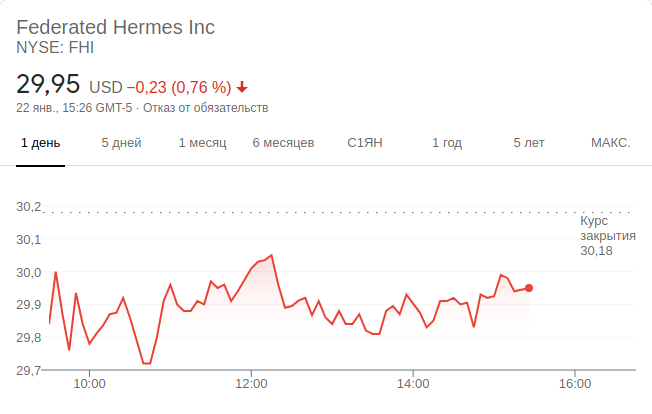 Federated Hermes Inc
NYSE: FHI
29,95 USD −0,23 (0,76 %)
22 янв., 15:26 GMT-5 · Отказ от обязательств
1 день 5 дней 1 месяц 6 месяцев С1ЯН 1 год 5 лет МАКС.
30,2
Курс
закрытия
30,18
30,1
30,0
29,9
29,8
29,7
10:00 12:00 14:00 16:00